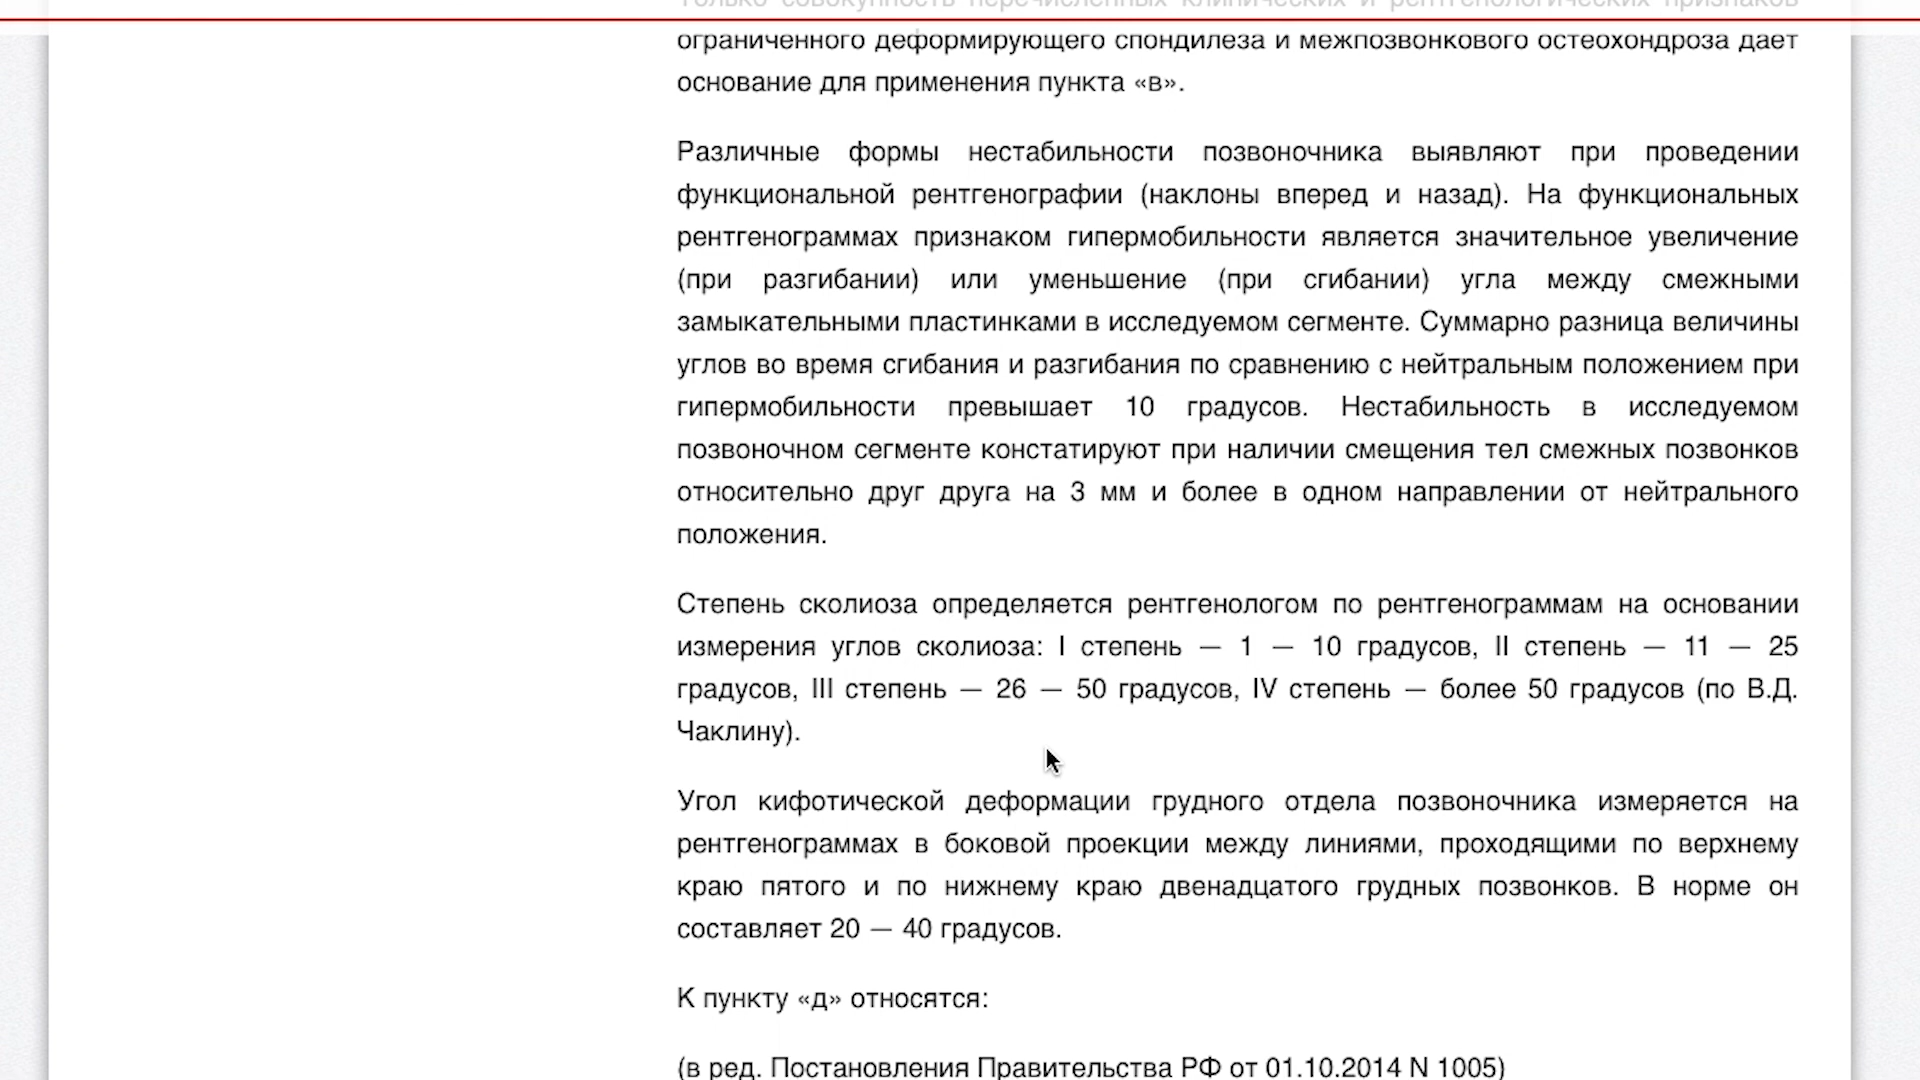 Только совокупность перечисленных клинических и рентгенологических признаков
ограниченного деформирующего спондилеза и межпозвонкового остеохондроза дает
основание для применения пункта «в».
Различные формы нестабильности позвоночника выявляют при проведении
функциональной рентгенографии (наклоны вперед и назад). На функциональных
рентгенограммах признаком гипермобильности является значительное увеличение
(при разгибании) или уменьшение (при сгибании) угла между смежными
замыкательными пластинками в исследуемом сегменте. Суммарно разница величины
углов во время сгибания и разгибания по сравнению с нейтральным положением при
гипермобильности превышает 10 градусов. Нестабильность в исследуемом
позвоночном сегменте констатируют при наличии смещения тел смежных позвонков
относительно друг друга на 3 мм и более в одном направлении от нейтрального
положения.
Степень сколиоза определяется рентгенологом по рентгенограммам на основании
измерения углов сколиоза: I степень — 1 — 10 градусов, II степень — 11 — 25
градусов, III степень — 26 — 50 градусов, IV степень — более 50 градусов (по В.Д.
Чаклину).
Угол кифотической деформации грудного отдела позвоночника измеряется на
рентгенограммах в боковой проекции между линиями, проходящими по верхнему
краю пятого и по нижнему краю двенадцатого грудных позвонков. В норме он
составляет 20 — 40 градусов.
К пункту «д» относятся:
(в ред. Постановления Правительства РФ от 01.10.2014 N 1005)